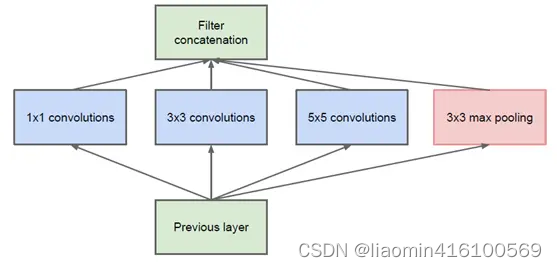 Filter
concatenation
1x1 convolutions
3x3 convolutions
5x5 convolutions
3x3 max pooling
Previous layer
CSDN @liaomin416100569